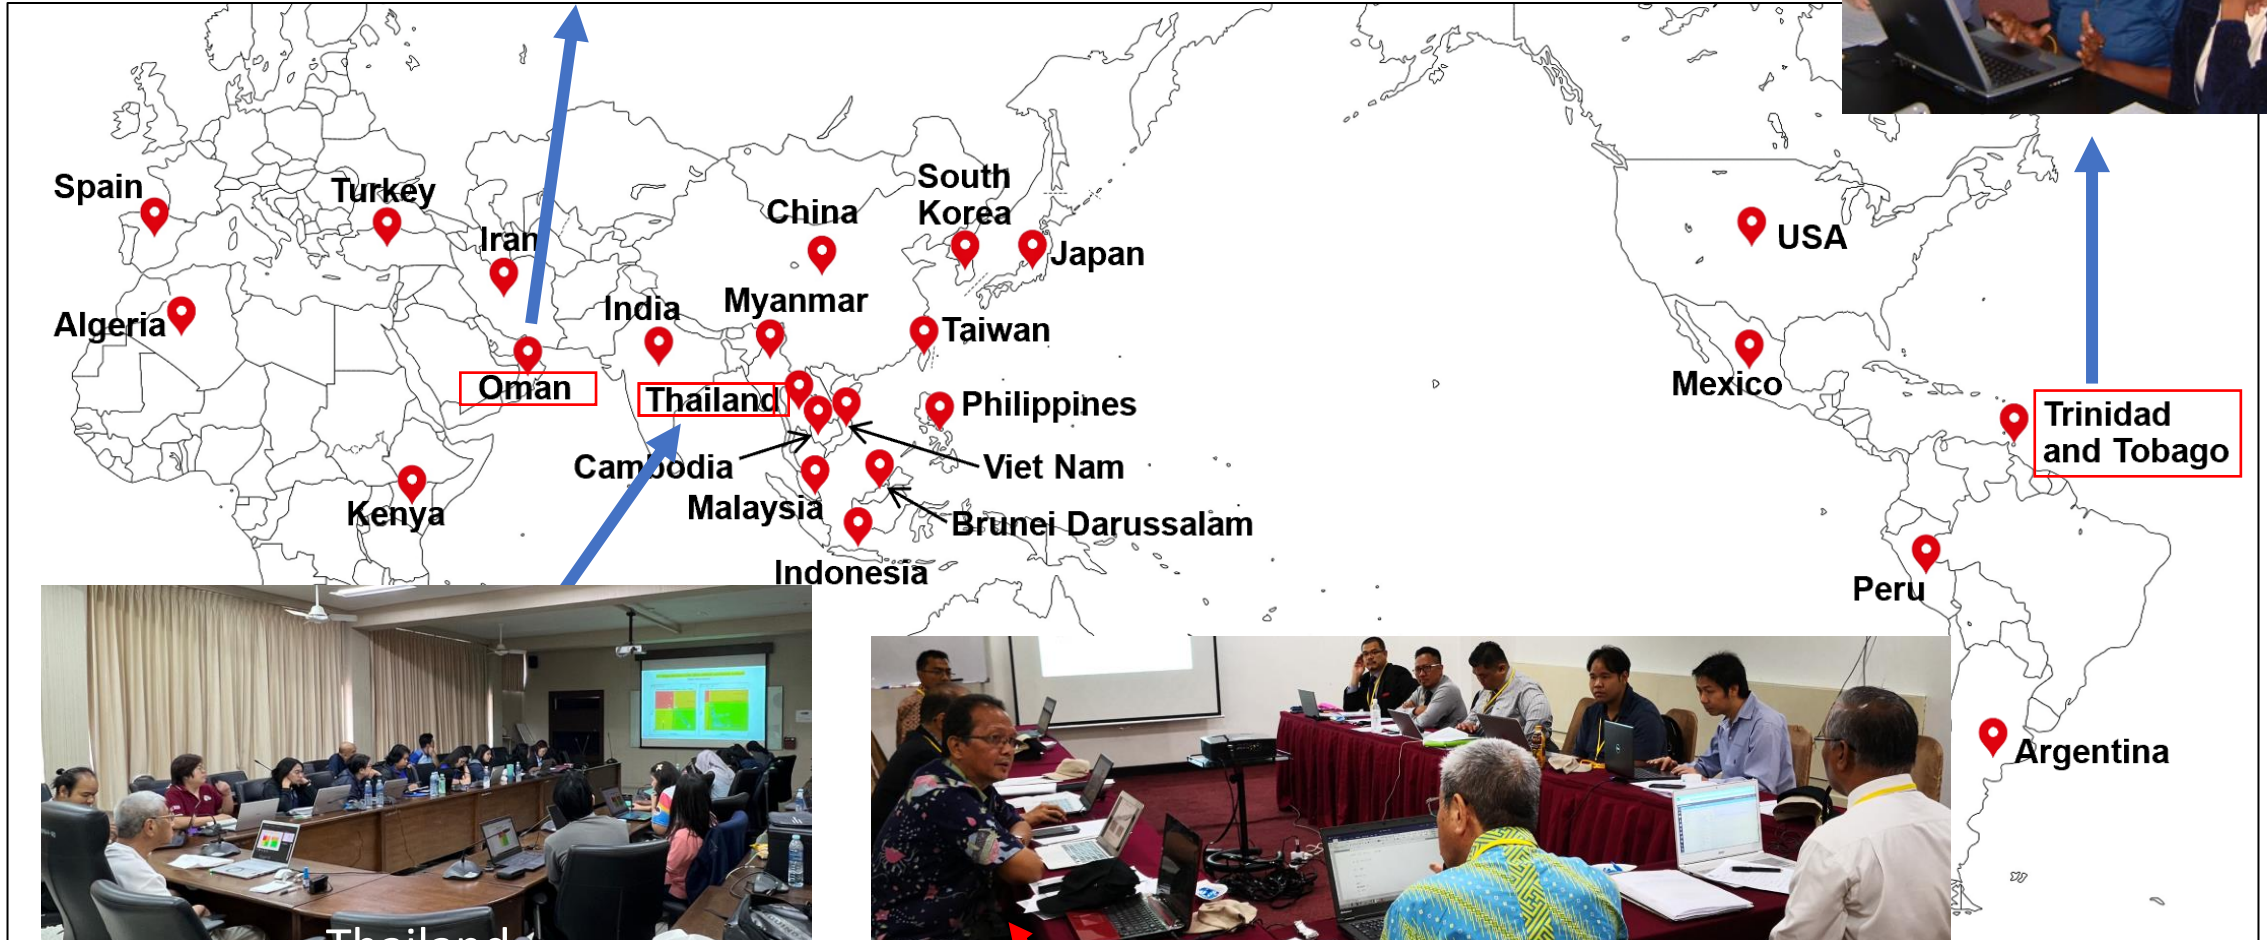 Spain
Turkey
Iran
China
South
Korea
Japan
USA
Algeria
India
Myanmar
Taiwan
Oman
Thailand
Philippines
Mexico
Trinidad
and Tobago
Cambodia
Viet Nam
Malaysia
Kenya
Brunei Darussalam
Indonesia
Peru
Argentina
Thailand